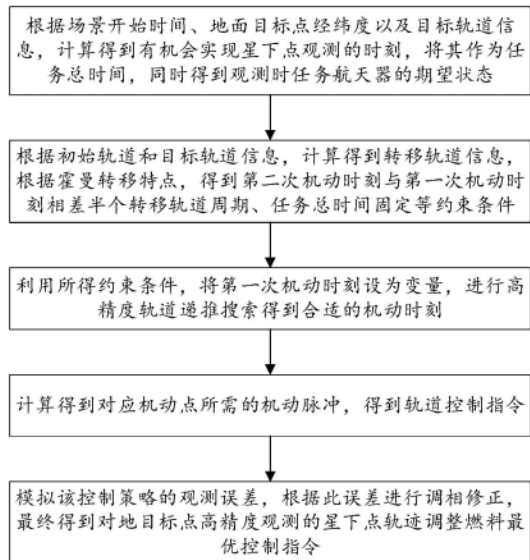 根据场景开始时间、地面目标点经纬度以及目标轨道信
息，计算得到有机会实现星下点观测的时刻，将其作为任
务总时间，同时得到观测时任务航天器的期望状态
根据初始轨道和目标轨道信息，计算得到转移轨道信息，
根据霍曼转移特点，得到第二次机动时刻与第一次机动时
刻相差半个转移轨道周期、任务总时间固定等约束条件
利用所得约束条件，将第一次机动时刻设为变量，进行高
精度轨道递推搜索得到合适的机动时刻
计算得到对应机动点所需的机动脉冲，得到轨道控制指令
模拟该控制策略的观测误差，根据此误差进行调相修正，
最终得到对地目标点高精度观测的星下点轨迹调整燃料最
优控制指令